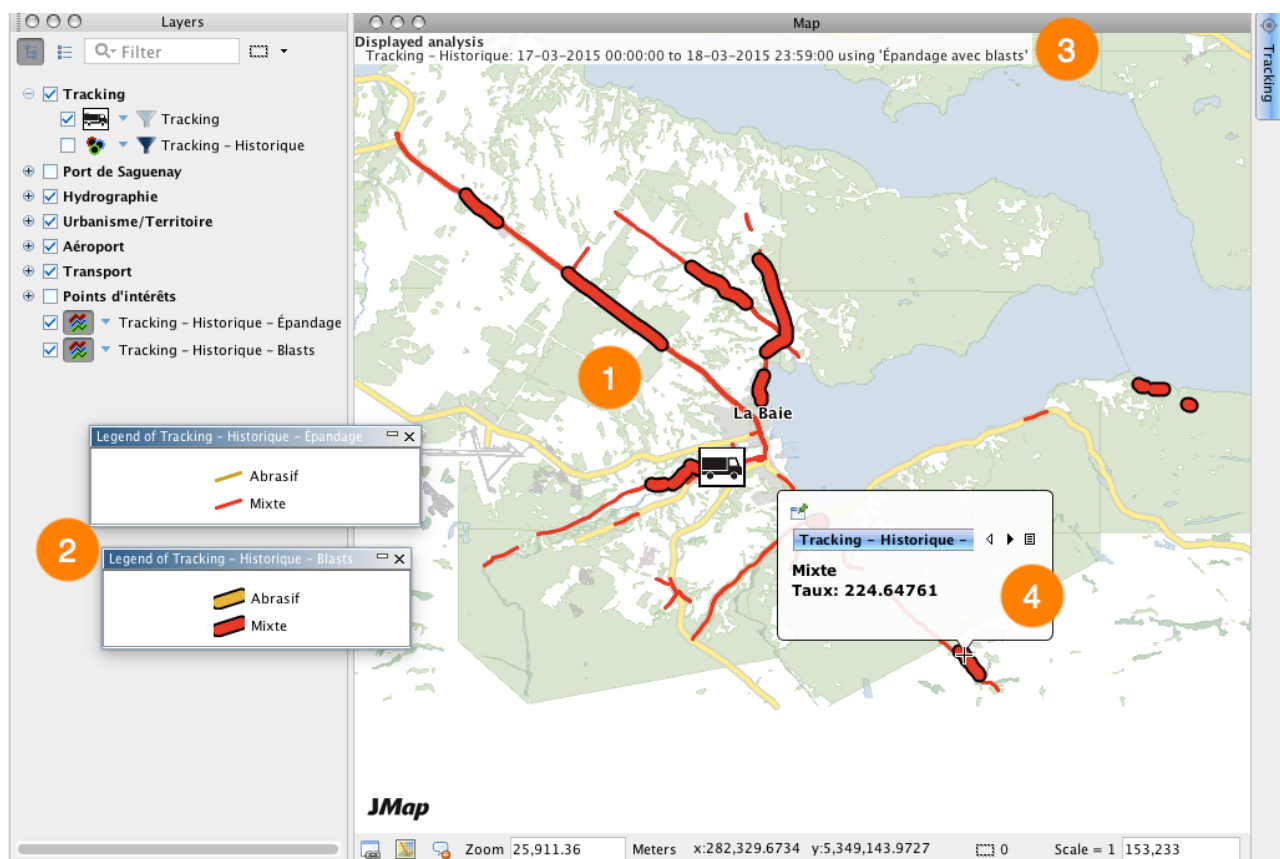 Layers
Filter
Tracking
Tracking
Tracking – Historique
Port de Saguenay
Hydrographie
Urbanisme/Territoire
Aéroport
Transport
Points d'intérêts
Tracking – Historique – Épandage
Tracking – Historique – Blasts
Legend of Tracking – Historique – Épandage
Abrasif
Mixte
2
Legend of Tracking – Historique – Blasts
Abrasif
Mixte
Map
Displayed analysis
Tracking – Historique: 17-03-2015 00:00:00 to 18-03-2015 23:59:00 using 'Épandage avec blasts'
3
Tracking
1
La Baie
Tracking – Historique –
Mixte
Taux: 224.64761
4
JMap
Zoom 25,911.36 Meters x:282,329.6734 y:5,349,143.9727 0 Scale = 1 153,233